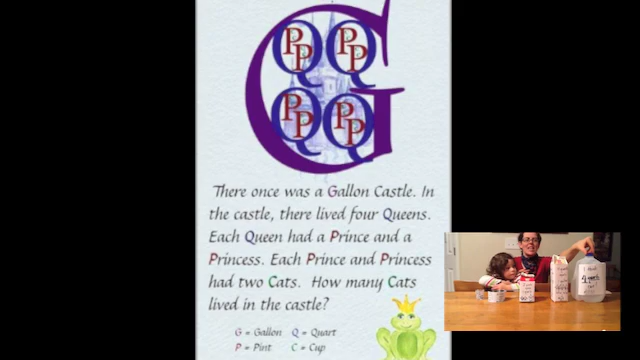 G
Q P P Q P P
Q P P Q P P
There once was a Gallon Castle. In
the castle, there lived four Queens.
Each Queen had a Prince and a
Princess. Each Prince and Princess
had two Cats. How many Cats
lived in the castle?
G = Gallon Q = Quart
P = Pint C = Cup